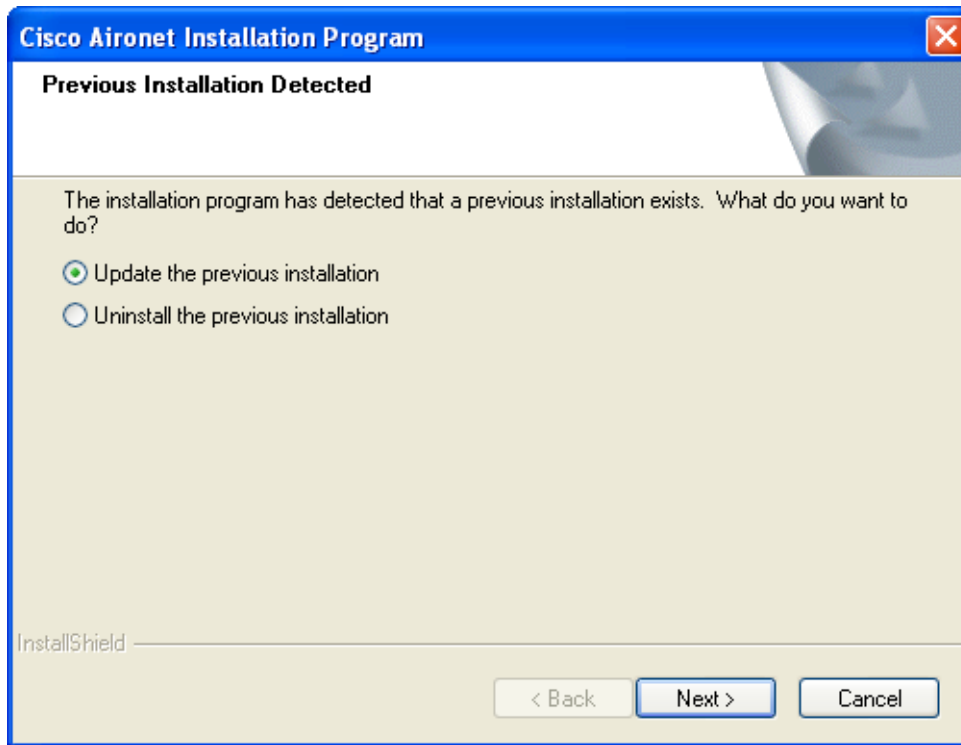 Cisco Aironet Installation Program
Previous Installation Detected
The installation program has detected that a previous installation exists.  What do you want to
do?
Update the previous installation
Uninstall the previous installation
InstallShield
< Back
Next >
Cancel